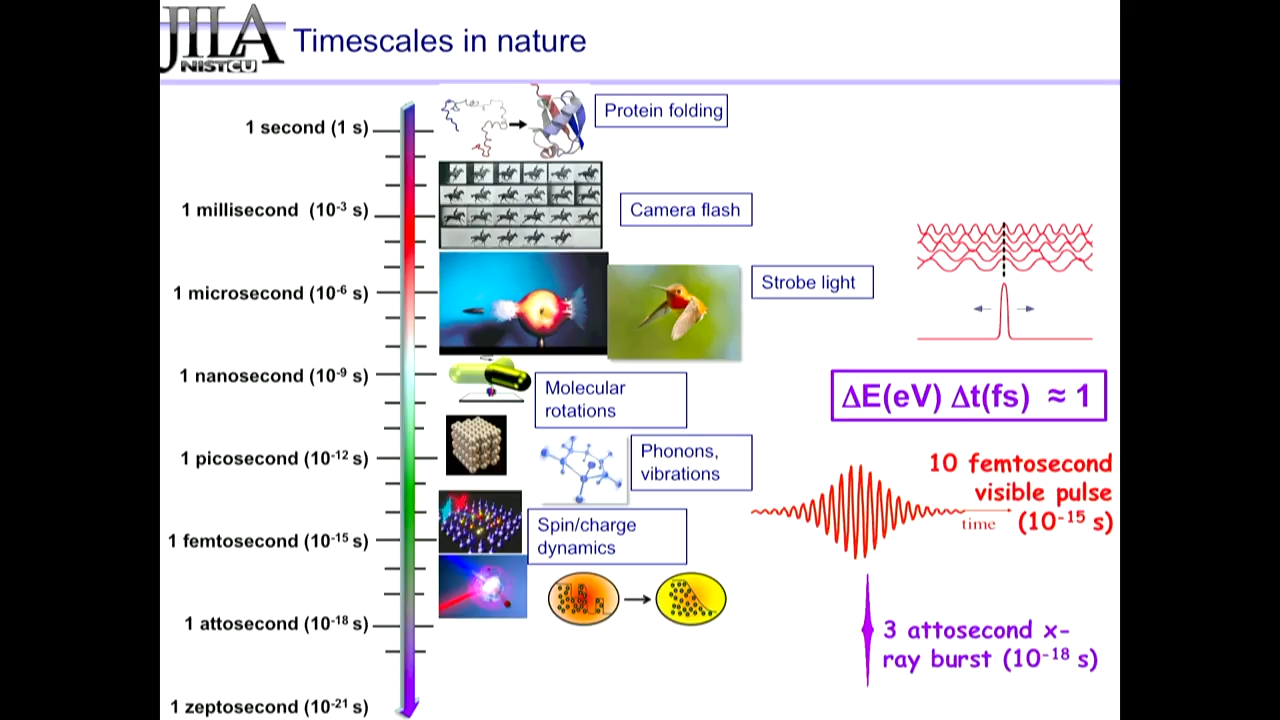 JILA
NIST CU
Timescales in nature
1 second (1 s)
Protein folding
1 millisecond (10⁻³ s)
Camera flash
1 microsecond (10⁻⁶ s)
Strobe light
1 nanosecond (10⁻⁹ s)
Molecular
rotations
ΔE(eV) Δt(fs) ≈ 1
1 picosecond (10⁻¹² s)
Phonons,
vibrations
10 femtosecond
visible pulse
(10⁻¹⁵ s)
time
1 femtosecond (10⁻¹⁵ s)
Spin/charge
dynamics
1 attosecond (10⁻¹⁸ s)
3 attosecond x-
ray burst (10⁻¹⁸ s)
1 zeptosecond (10⁻²¹ s)